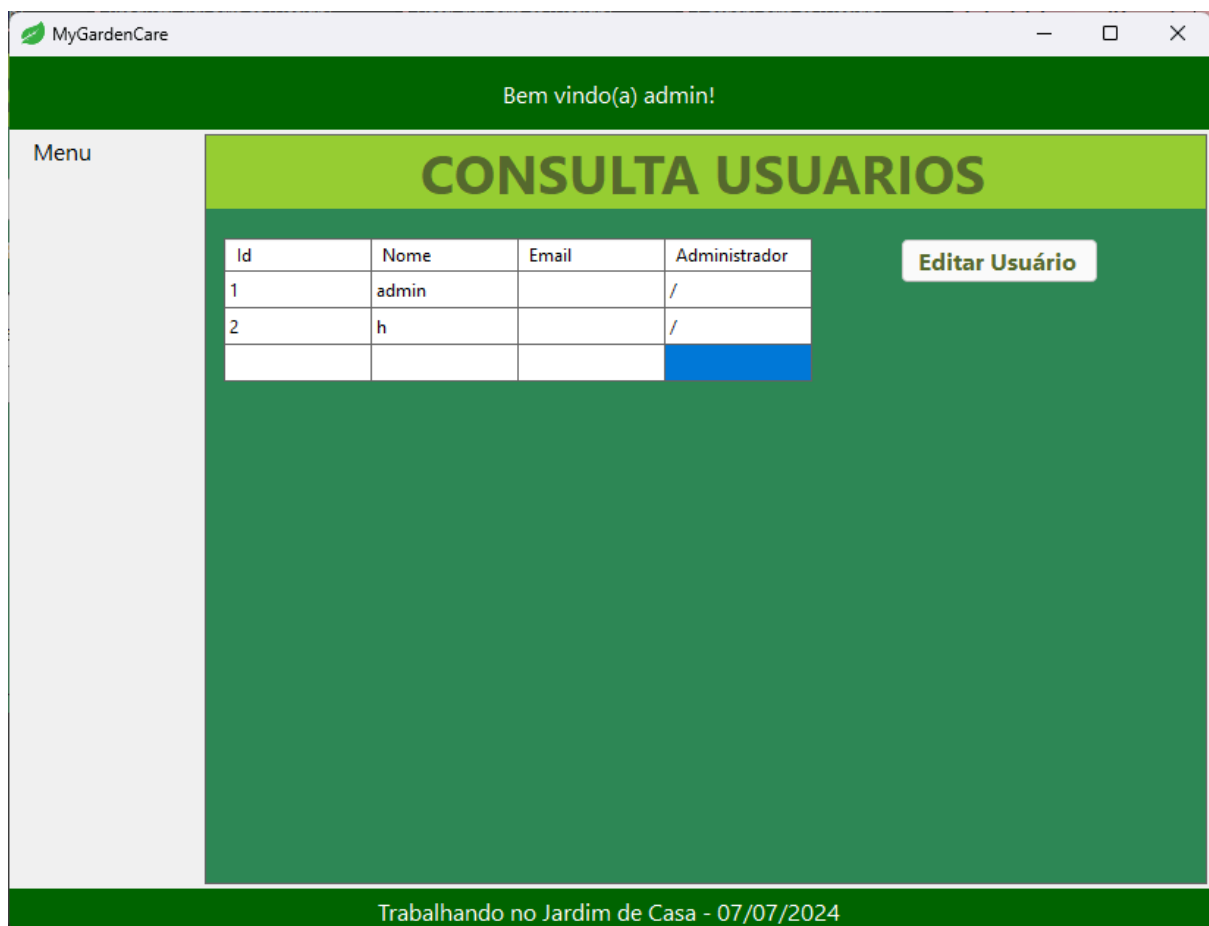 MyGardenCare
Bem vindo(a) admin!
Menu
CONSULTA USUARIOS
Id Nome Email Administrador
1 admin /
2 h /
Editar Usuário
Trabalhando no Jardim de Casa - 07/07/2024